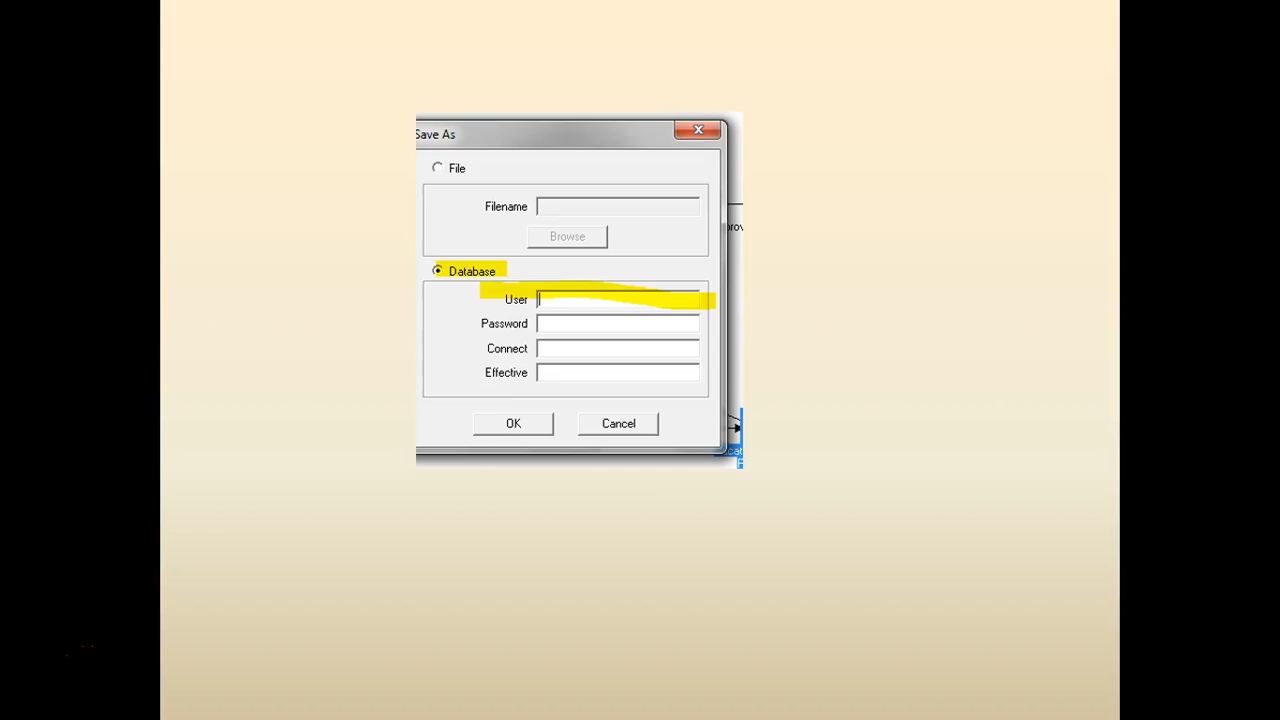 Save As
File
Filename
Browse
Database
User
Password
Connect
Effective
OK
Cancel